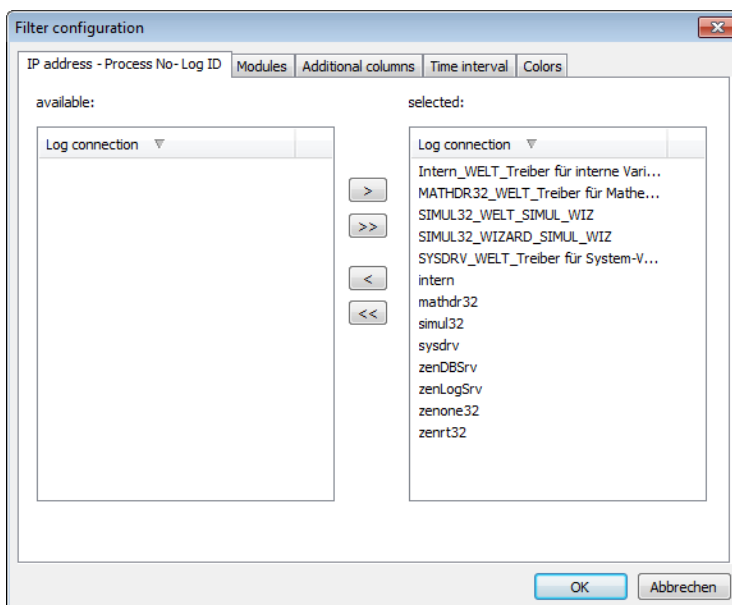 Filter configuration
IP address - Process No- Log ID
Modules
Additional columns
Time interval
Colors
available:
selected:
Log connection
Log connection
Intern_WELT_Treiber für interne Vari...
MATHDR32_WELT_Treiber für Mathe...
SIMUL32_WELT_SIMUL_WIZ
SIMUL32_WIZARD_SIMUL_WIZ
SYSDRV_WELT_Treiber für System-V...
intern
mathdr32
simul32
sysdrv
zenDBSrv
zenLogSrv
zenone32
zenrt32
>
>>
<
<<
OK
Abbrechen